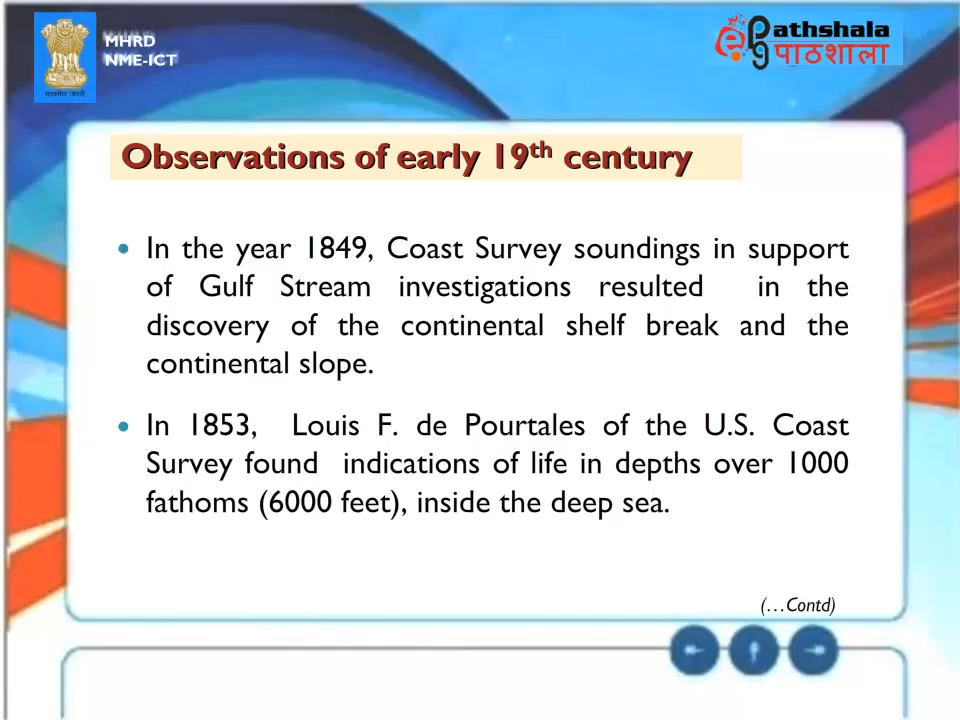 MHRD
NME-ICT
ePG athshala
पाठशाला
Observations of early 19th century
• In the year 1849, Coast Survey soundings in support
of Gulf Stream investigations resulted in the
discovery of the continental shelf break and the
continental slope.
• In 1853, Louis F. de Pourtales of the U.S. Coast
Survey found indications of life in depths over 1000
fathoms (6000 feet), inside the deep sea.
(…Contd)